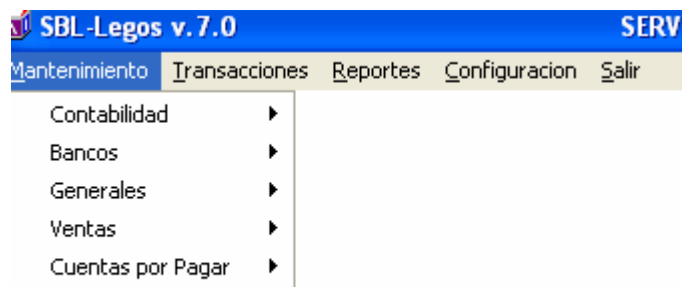 SBL-Legos v.7.0 SERV
Mantenimiento Transacciones Reportes Configuracion Salir
Contabilidad
Bancos
Generales
Ventas
Cuentas por Pagar